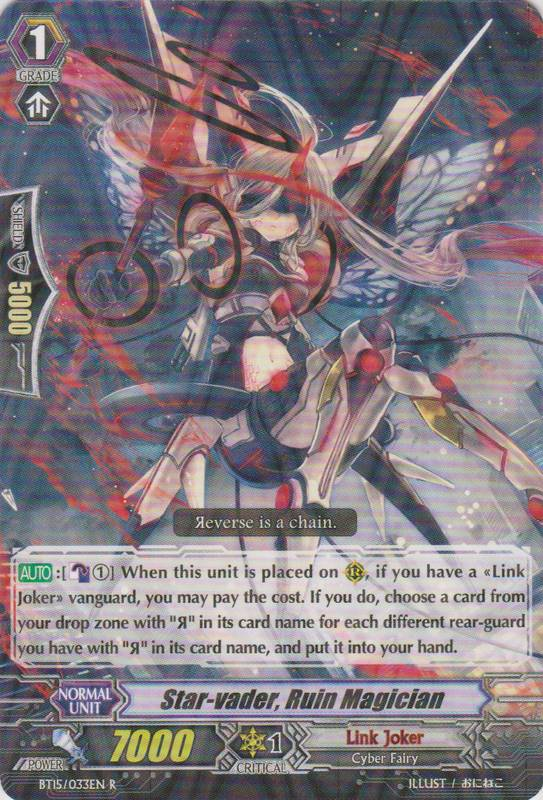 1
GRADE
SHIELD
5000
Яeverse is a chain.
AUTO:[①] When this unit is placed on Ⓡ, if you have a «Link
Joker» vanguard, you may pay the cost. If you do, choose a card from
your drop zone with "Я" in its card name for each different rear-guard
you have with "Я" in its card name, and put it into your hand.
NORMAL
UNIT
Star-vader, Ruin Magician
POWER
7000
1
CRITICAL
Link Joker
Cyber Fairy
BT15/033EN R
ILLUST / おにねこ